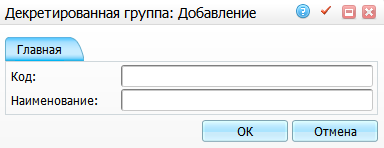 Декретированная группа: Добавление
Главная
Код:
Наименование:
ОК
Отмена